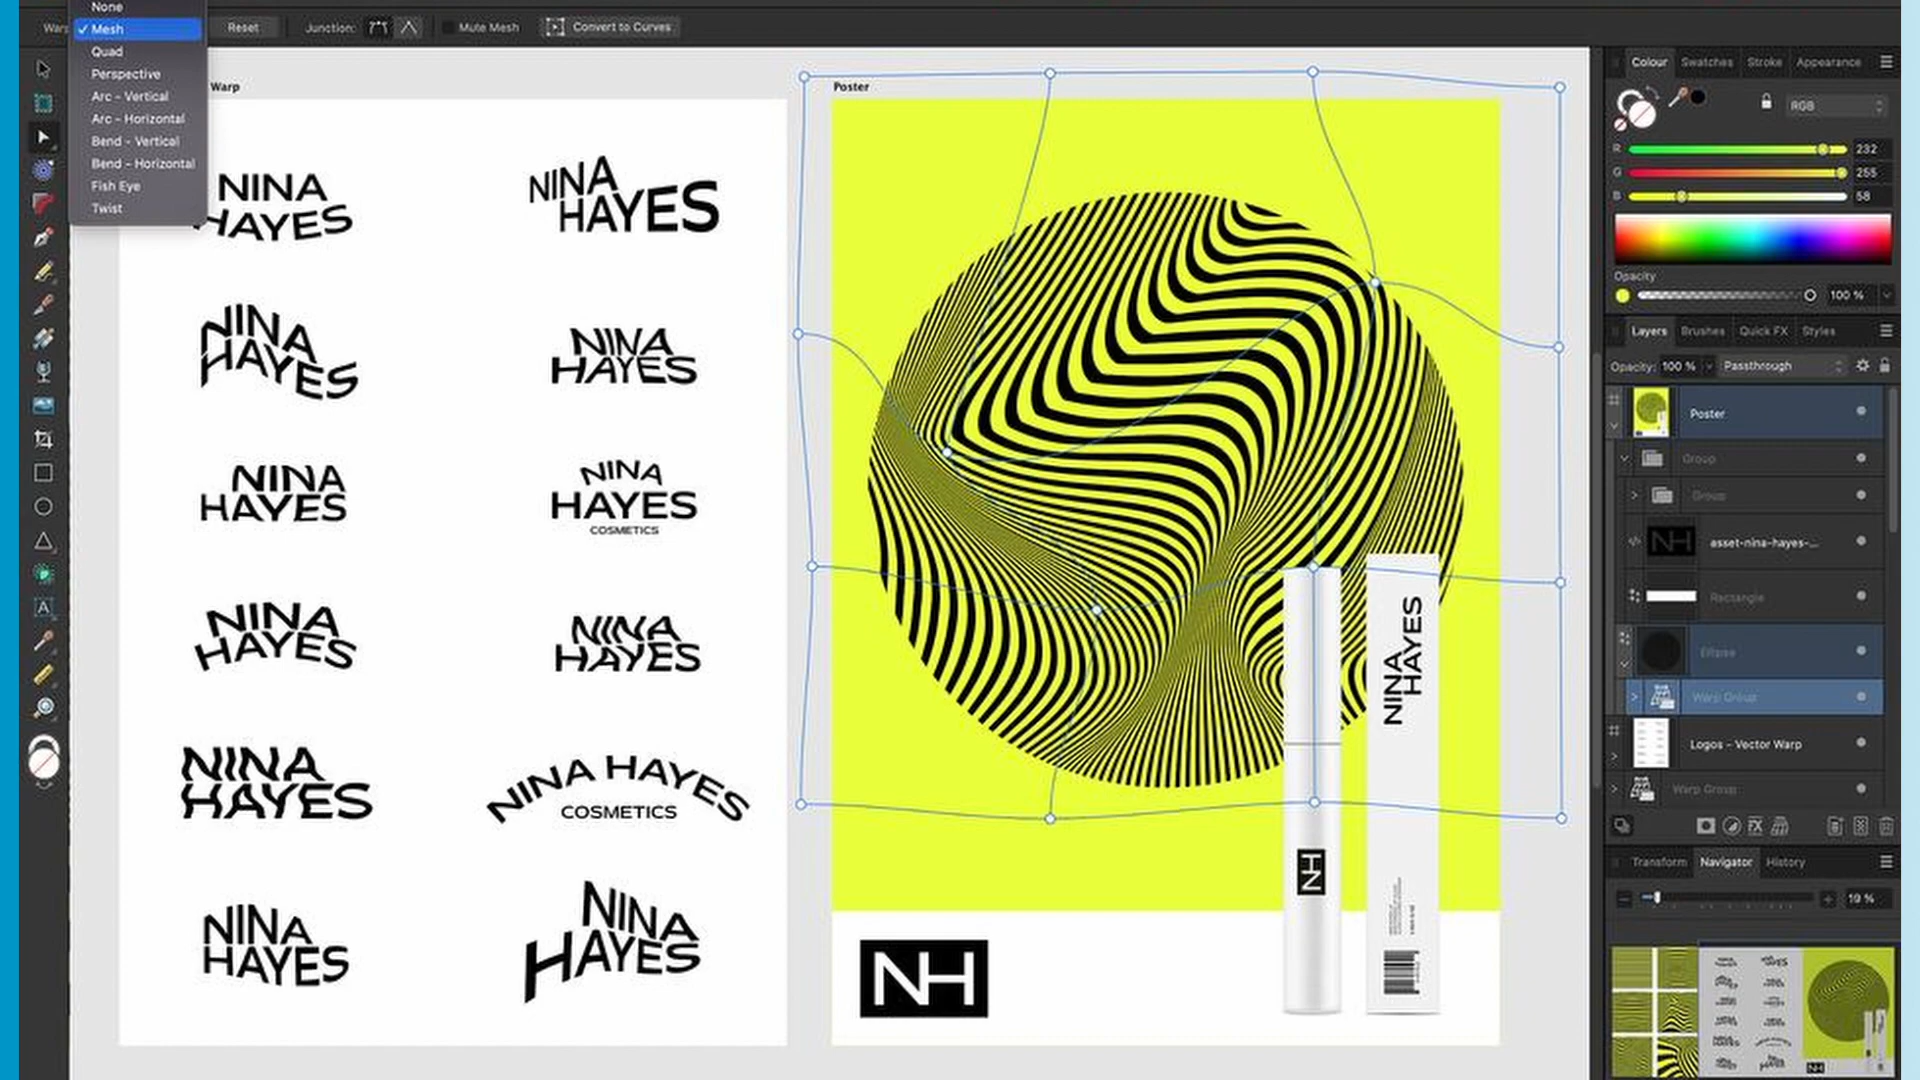 None
Mesh
Quad
Perspective
Arc - Vertical
Arc - Horizontal
Bend - Vertical
Bend - Horizontal
Fish Eye
Twist
Warp
Reset
Junction:
Mute Mesh
Convert to Curves
Warp
Poster
NINA
HAYES
NINA
HAYES
NINA
HAYES
NINA
HAYES
NINA
HAYES
NINA
HAYES
COSMETICS
NINA
HAYES
NINA
HAYES
NINA
HAYES
NINA HAYES
COSMETICS
NINA
HAYES
NINA
HAYES
NINA
HAYES
NH
NH
Colour
Swatches
Stroke
Appearance
RGB
R
232
G
255
B
58
Opacity
100 %
Layers
Brushes
Quick FX
Styles
Opacity:
100 %
Passthrough
Poster
Group
Group
asset-nina-hayes-...
Rectangle
Ellipse
Warp Group
Logos - Vector Warp
Warp Group
FX
Transform
Navigator
History
19 %